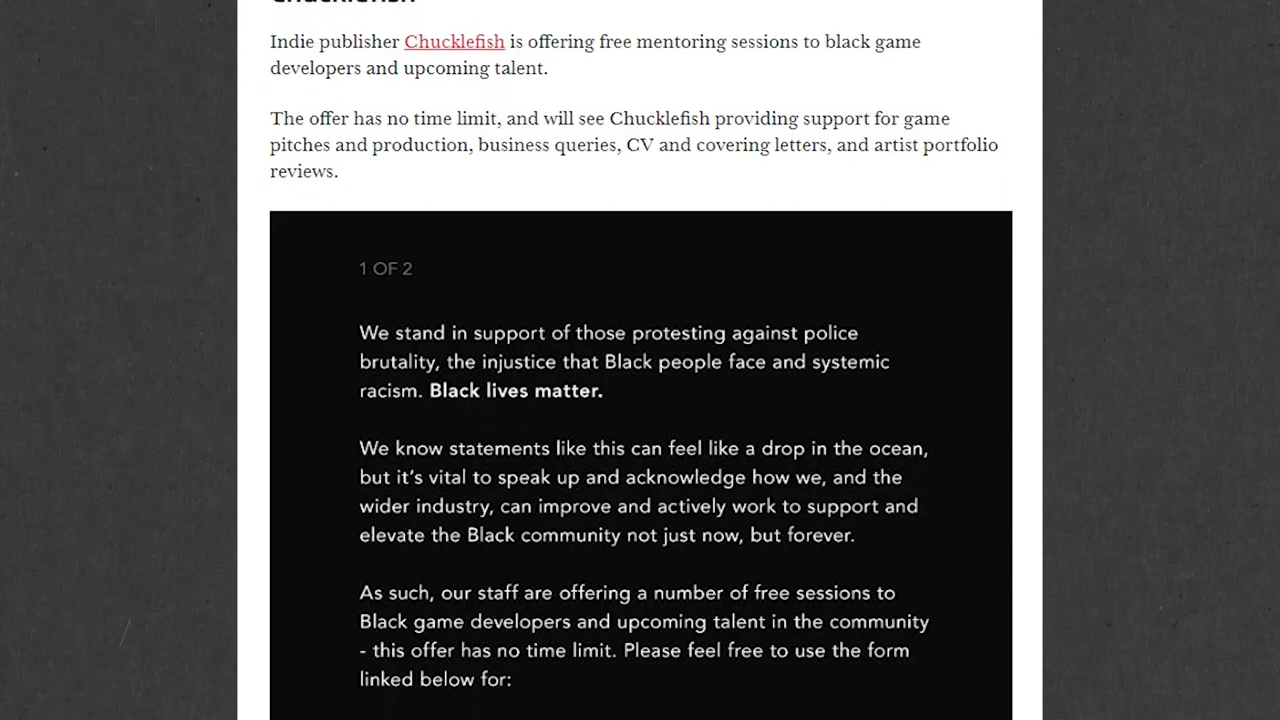 Chucklefish
Indie publisher Chucklefish is offering free mentoring sessions to black game
developers and upcoming talent.
The offer has no time limit, and will see Chucklefish providing support for game
pitches and production, business queries, CV and covering letters, and artist portfolio
reviews.
1 OF 2
We stand in support of those protesting against police
brutality, the injustice that Black people face and systemic
racism. Black lives matter.
We know statements like this can feel like a drop in the ocean,
but it's vital to speak up and acknowledge how we, and the
wider industry, can improve and actively work to support and
elevate the Black community not just now, but forever.
As such, our staff are offering a number of free sessions to
Black game developers and upcoming talent in the community
- this offer has no time limit. Please feel free to use the form
linked below for: